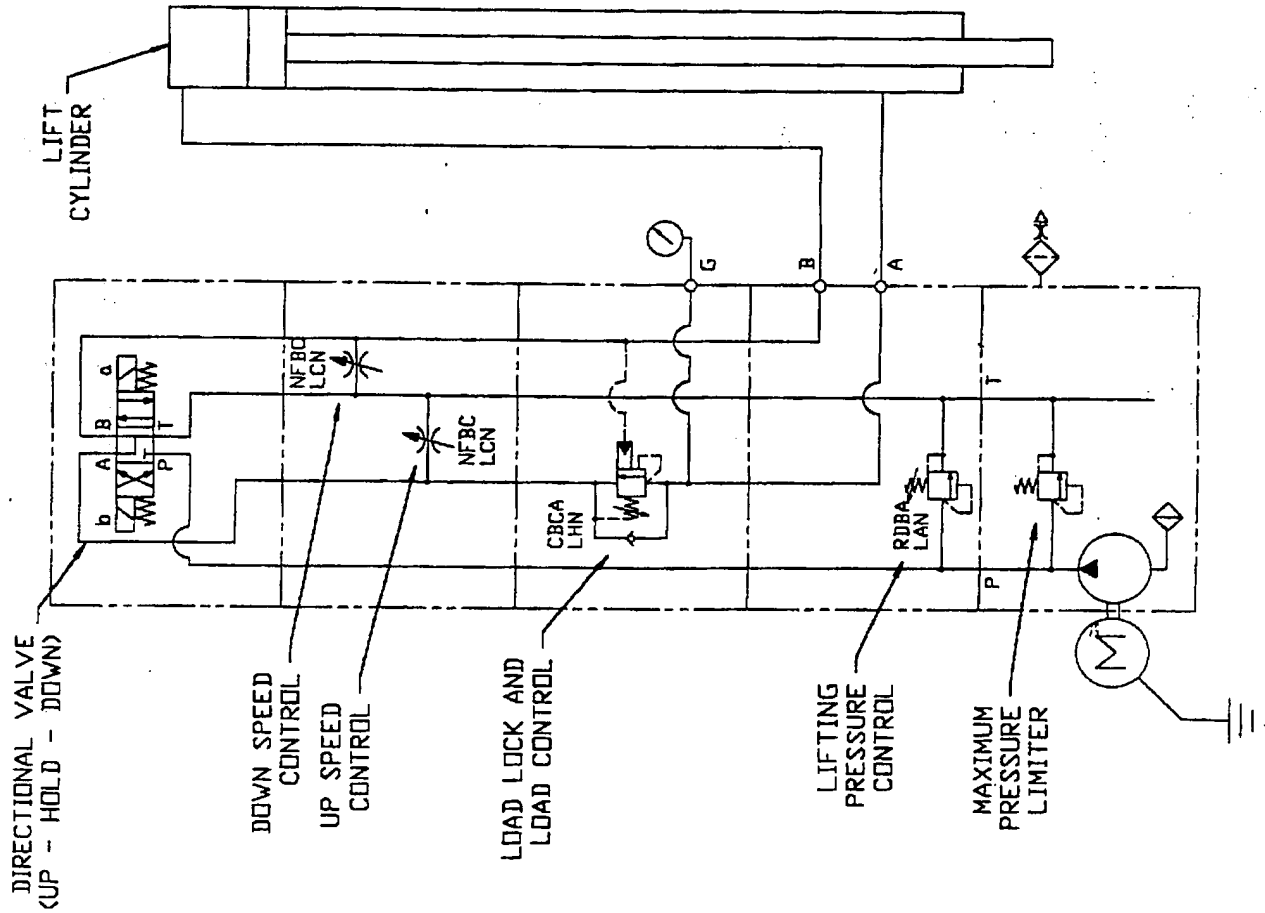 DIRECTIONAL VALVE
(UP - HOLD - DOWN)
DOWN SPEED
CONTROL
UP SPEED
CONTROL
LOAD LOCK AND
LOAD CONTROL
LIFTING
PRESSURE
CONTROL
MAXIMUM
PRESSURE
LIMITER
LIFT
CYLINDER
b
A
B
a
P
T
T
NFBC
LCN
NFBC
LCN
CBCA
LHN
RDBA
LAN
G
B
A
P
T
M